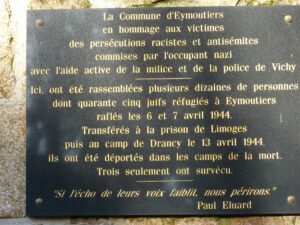 La Commune d'Eymoutiers
en hommage aux victimes
des persécutions racistes et antisémites
commises par l'occupant nazi
avec l'aide active de la milice et de la police de Vichy
Ici, ont été rassemblées plusieurs dizaines de personnes
dont quarante cinq juifs réfugiés à Eymoutiers
raflés les 6 et 7 avril 1944.
Transférés à la prison de Limoges
puis au camp de Drancy le 13 avril 1944,
ils ont été déportés dans les camps de la mort.
Trois seulement ont survécu.
"Si l'écho de leurs voix faiblit, nous périrons."
Paul Eluard